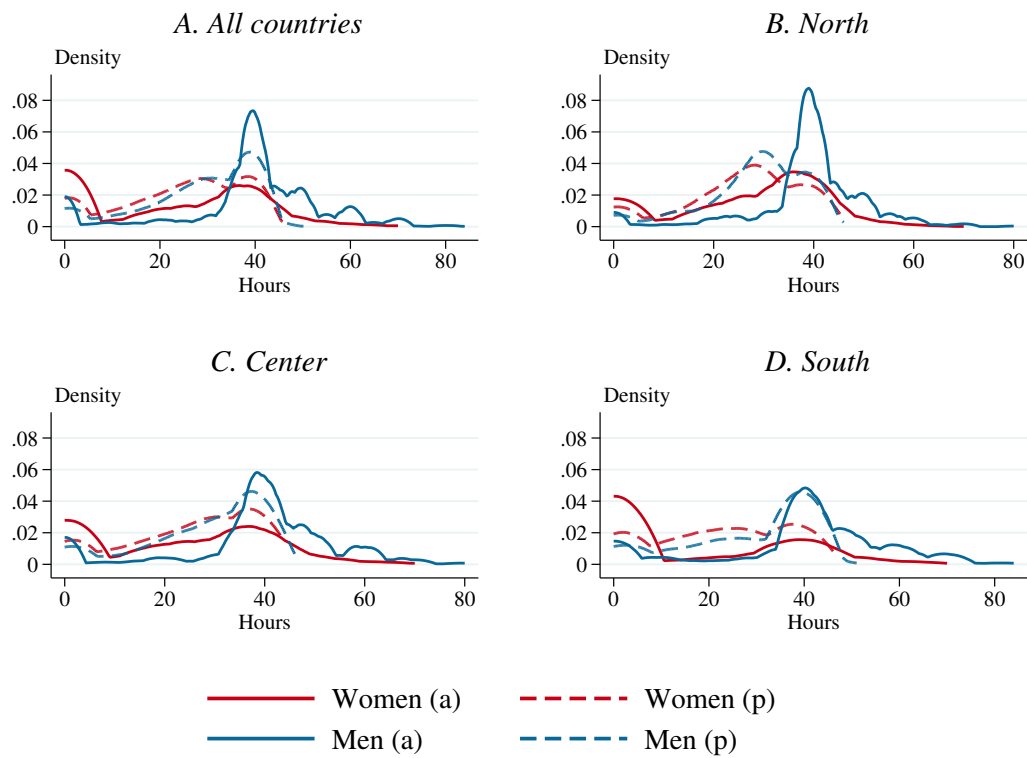 A. All countries
Density
.08
.06
.04
.02
0
0 20 40 60 80
Hours
B. North
Density
.08
.06
.04
.02
0
0 20 40 60 80
Hours
C. Center
Density
.08
.06
.04
.02
0
0 20 40 60 80
Hours
D. South
Density
.08
.06
.04
.02
0
0 20 40 60 80
Hours
Women (a) Women (p)
Men (a) Men (p)